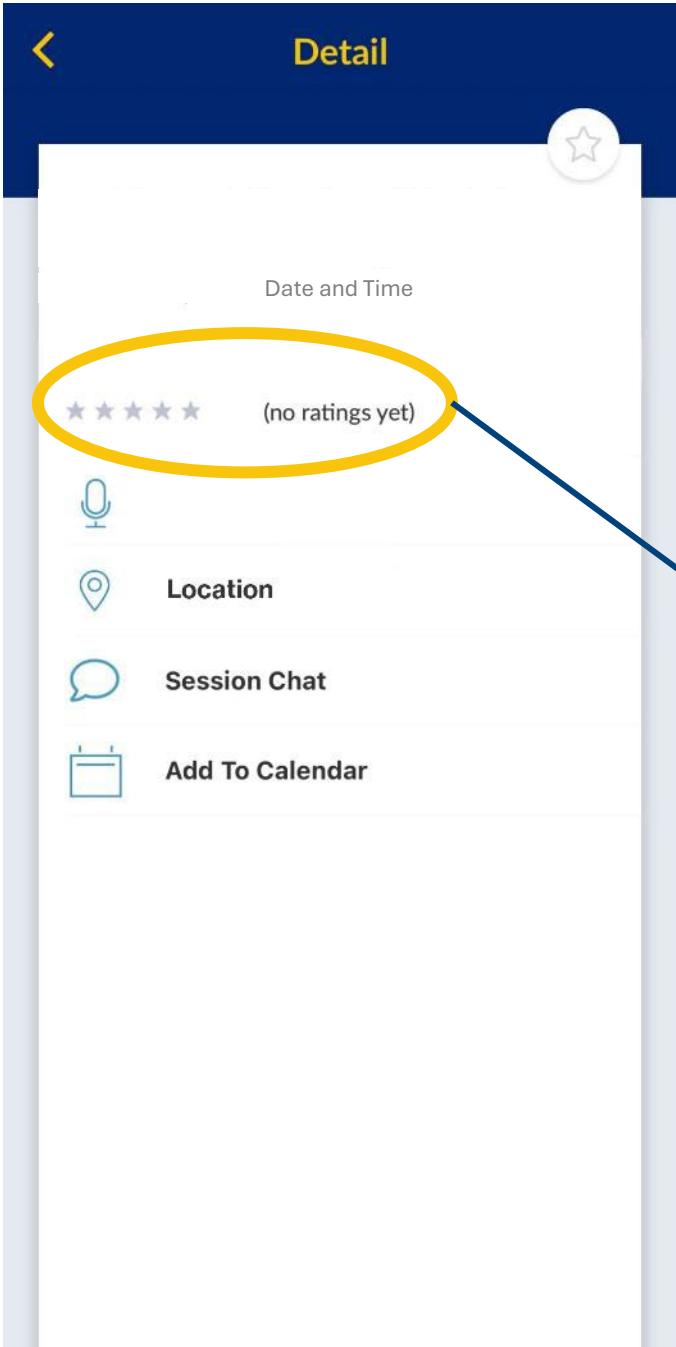 Detail
Date and Time
(no ratings yet)
Location
Session Chat
Add To Calendar